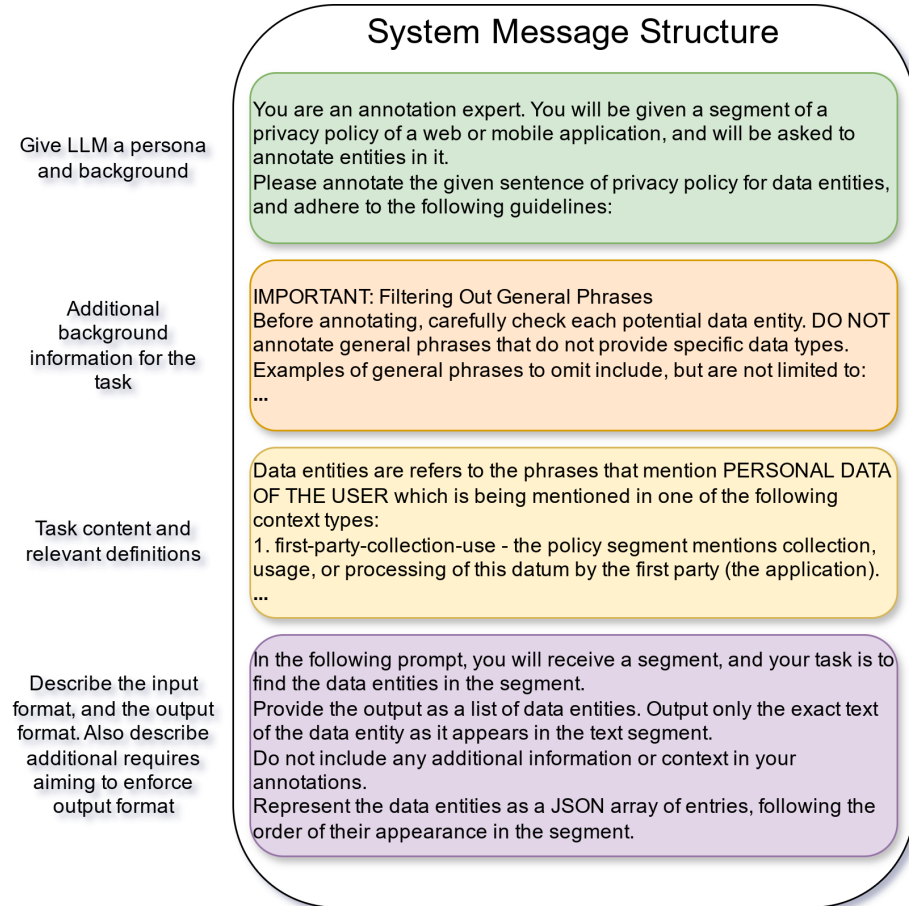 System Message Structure
Give LLM a persona
and background
You are an annotation expert. You will be given a segment of a
privacy policy of a web or mobile application, and will be asked to
annotate entities in it.
Please annotate the given sentence of privacy policy for data entities,
and adhere to the following guidelines:
Additional
background
information for the
task
IMPORTANT: Filtering Out General Phrases
Before annotating, carefully check each potential data entity. DO NOT
annotate general phrases that do not provide specific data types.
Examples of general phrases to omit include, but are not limited to:
...
Task content and
relevant definitions
Data entities are refers to the phrases that mention PERSONAL DATA
OF THE USER which is being mentioned in one of the following
context types:
1. first-party-collection-use - the policy segment mentions collection,
usage, or processing of this datum by the first party (the application).
...
Describe the input
format, and the output
format. Also describe
additional requires
aiming to enforce
output format
In the following prompt, you will receive a segment, and your task is to
find the data entities in the segment.
Provide the output as a list of data entities. Output only the exact text
of the data entity as it appears in the text segment.
Do not include any additional information or context in your
annotations.
Represent the data entities as a JSON array of entries, following the
order of their appearance in the segment.